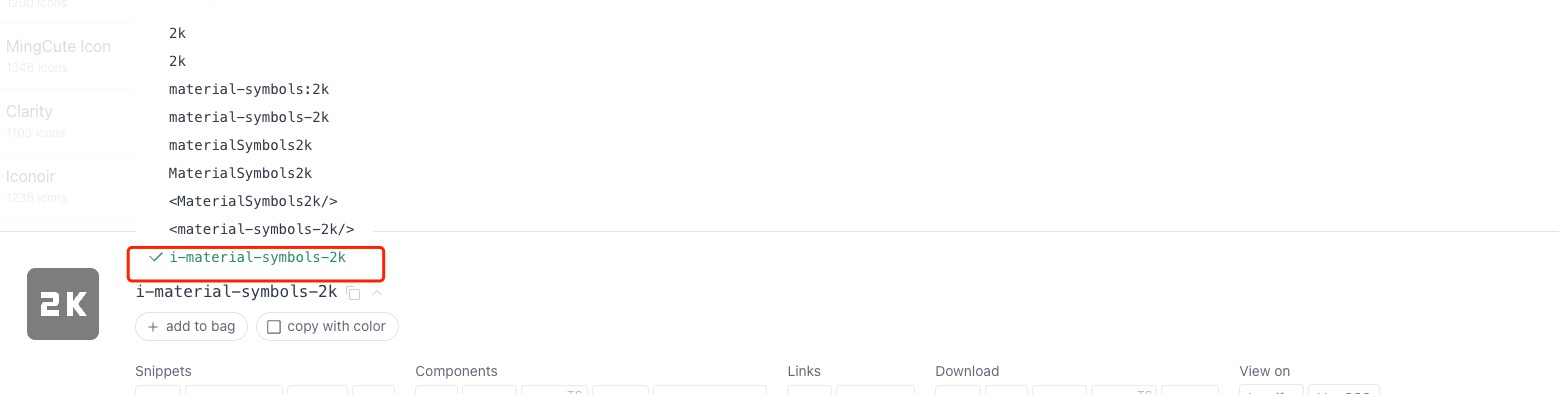 1200 icons
MingCute Icon
1346 icons
Clarity
1103 icons
Iconoir
1236 icons
2k
2k
material-symbols:2k
material-symbols-2k
materialSymbols2k
MaterialSymbols2k
<MaterialSymbols2k/>
<material-symbols-2k/>
i-material-symbols-2k
2K
i-material-symbols-2k
+ add to bag
copy with color
Snippets
Components
Links
Download
View on
TS
TS